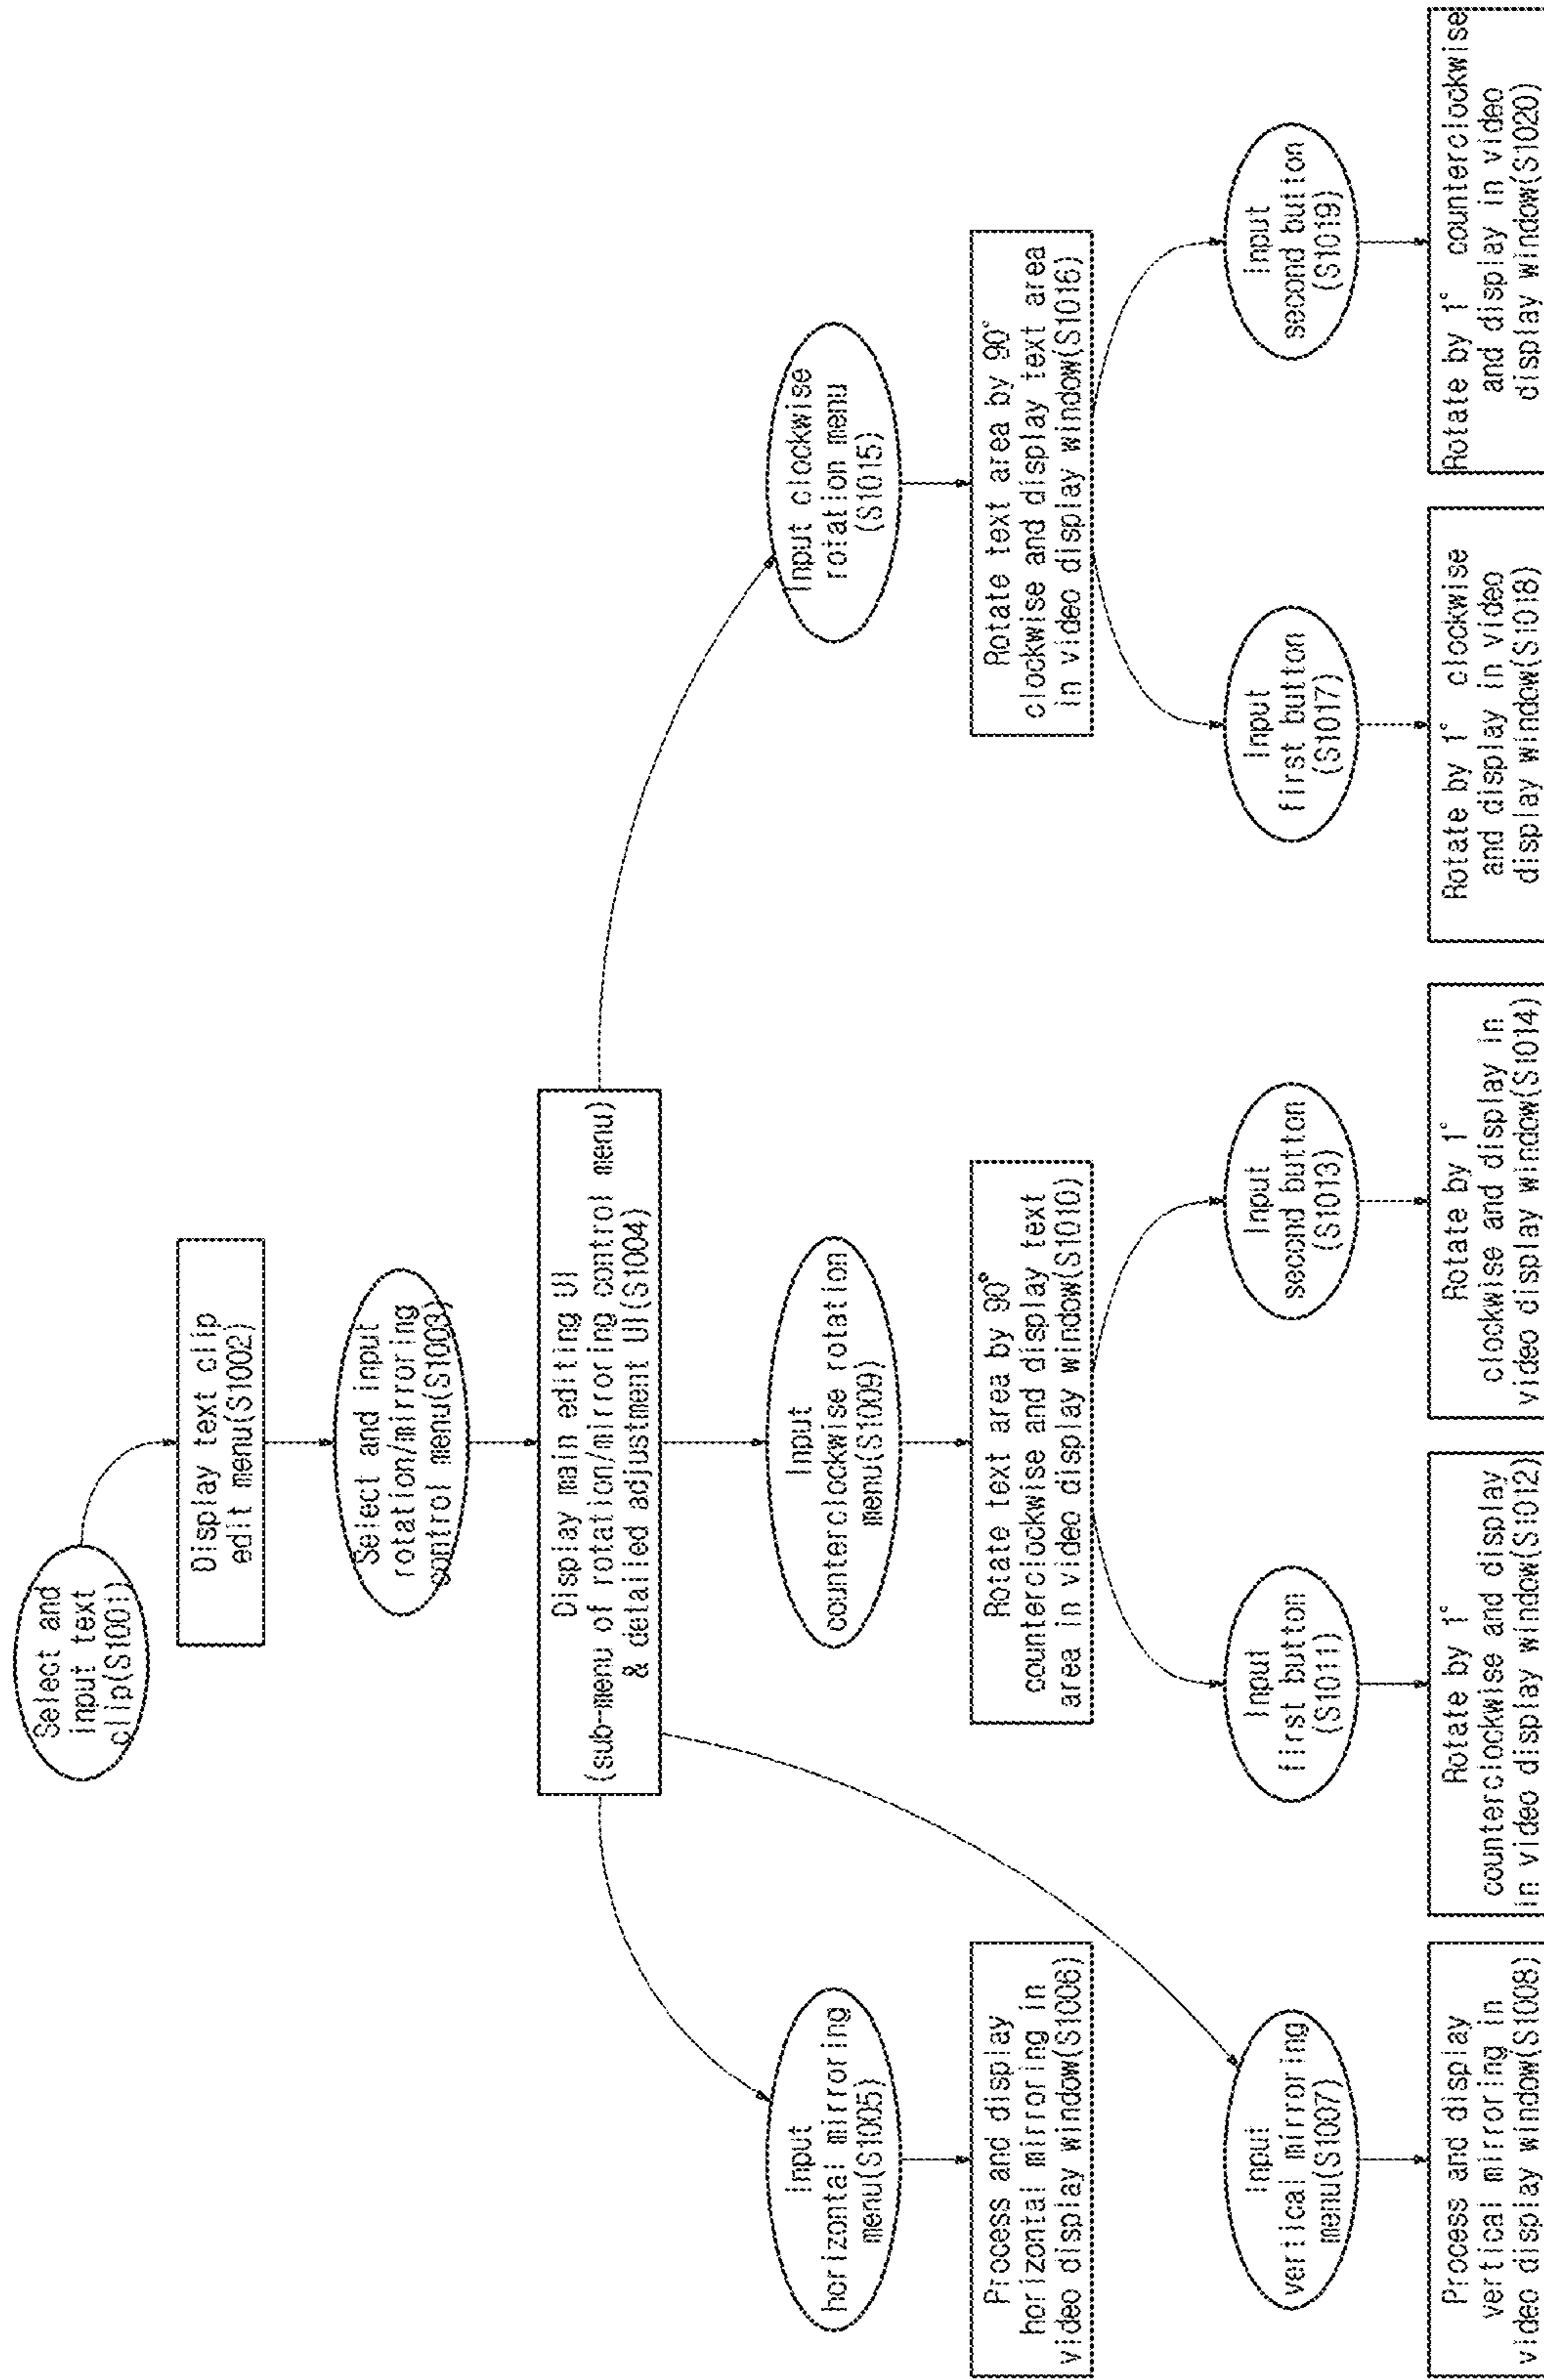 Select and
input text
clip(S1001)
Display text clip
edit menu(S1002)
Select and input
rotation/mirroring
control menu(S1003)
Display main editing UI
(sub-menu of rotation/mirroring control menu)
& detailed adjustment UI(S1004)
Input
horizontal mirroring
menu(S1005)
Process and display
horizontal mirroring in
video display window(S1006)
Input
vertical mirroring
menu(S1007)
Process and display
vertical mirroring in
video display window(S1008)
Input
counterclockwise rotation
menu(S1009)
Rotate text area by 90°
counterclockwise and display text
area in video display window(S1010)
Input
first button
(S1011)
Rotate by 1°
counterclockwise and display
in video display window(S1012)
Input
second button
(S1013)
Rotate by 1°
clockwise and display in
video display window(S1014)
Input clockwise
rotation menu
(S1015)
Rotate text area by 90°
clockwise and display text area
in video display window(S1016)
Input
first button
(S1017)
Rotate by 1° clockwise
and display in video
display window(S1018)
Input
second button
(S1019)
Rotate by 1° counterclockwise
and display in video
display window(S1020)